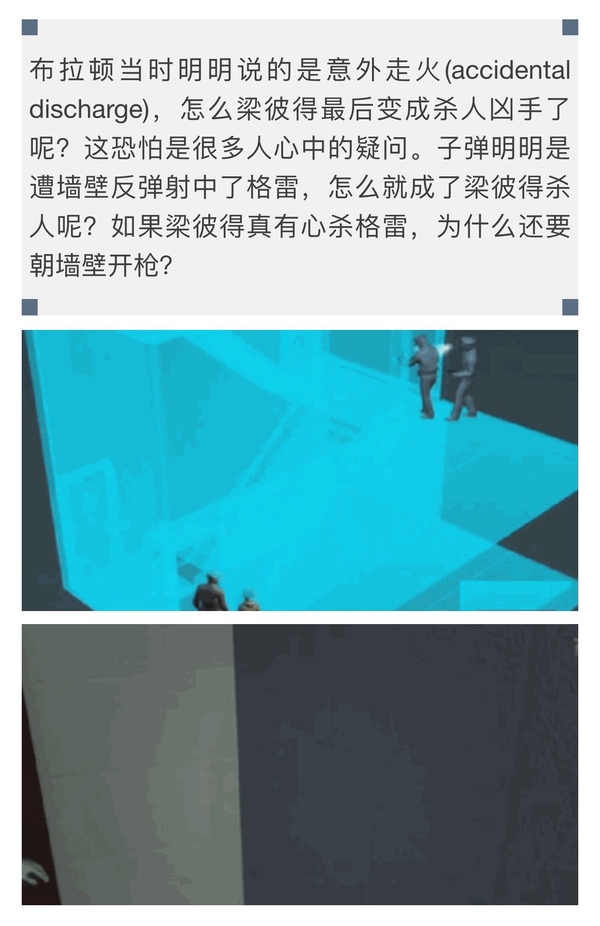 布拉顿当时明明说的是意外走火(accidental
discharge)，怎么梁彼得最后变成杀人凶手了
呢？这恐怕是很多人心中的疑问。子弹明明是
遭墙壁反弹射中了格雷，怎么就成了梁彼得杀
人呢？如果梁彼得真有心杀格雷，为什么还要
朝墙壁开枪?